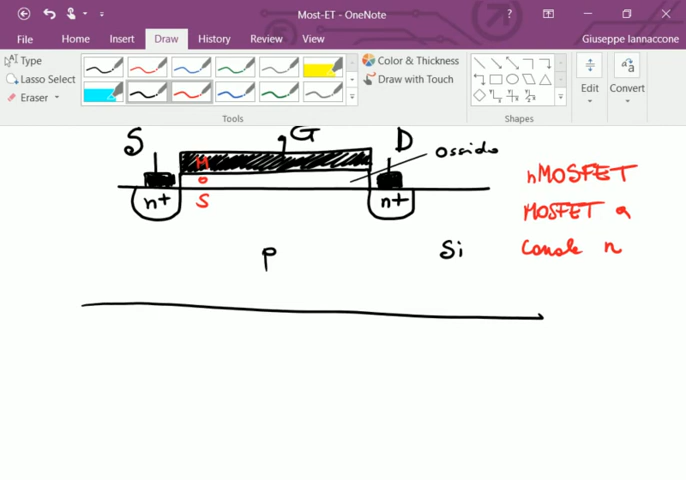 Most-ET - OneNote
?
File
Home
Insert
Draw
History
Review
View
Giuseppe Iannaccone
Type
Lasso Select
Eraser
Color & Thickness
Draw with Touch
Edit
Shapes
Tools
Shapes
S
G
D
ossido
M
O
S
n+
n+
nMOSFET
MOSFET a
canale n
p
Si